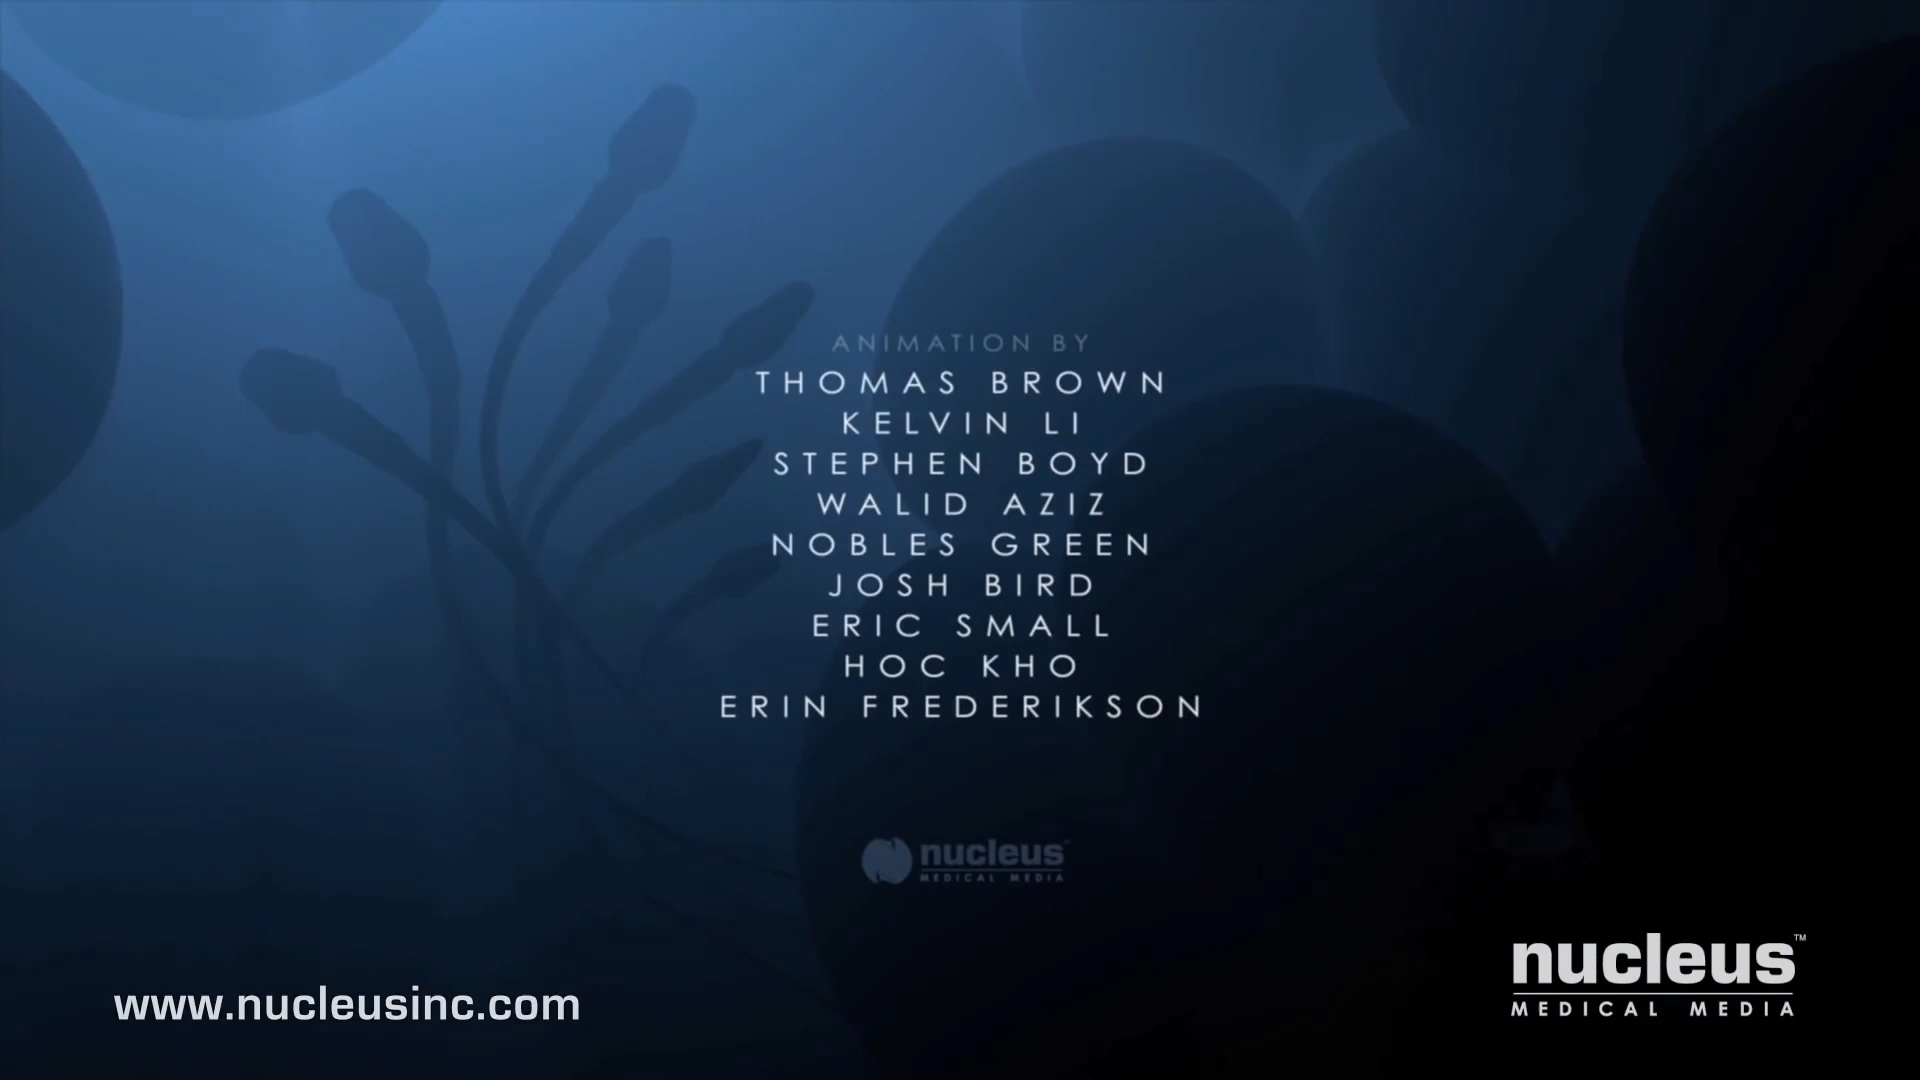 ANIMATION BY
THOMAS BROWN
KELVIN LI
STEPHEN BOYD
WALID AZIZ
NOBLES GREEN
JOSH BIRD
ERIC SMALL
HOC KHO
ERIN FREDERIKSON
nucleus
MEDICAL MEDIA
www.nucleusinc.com
nucleus™
MEDICAL MEDIA